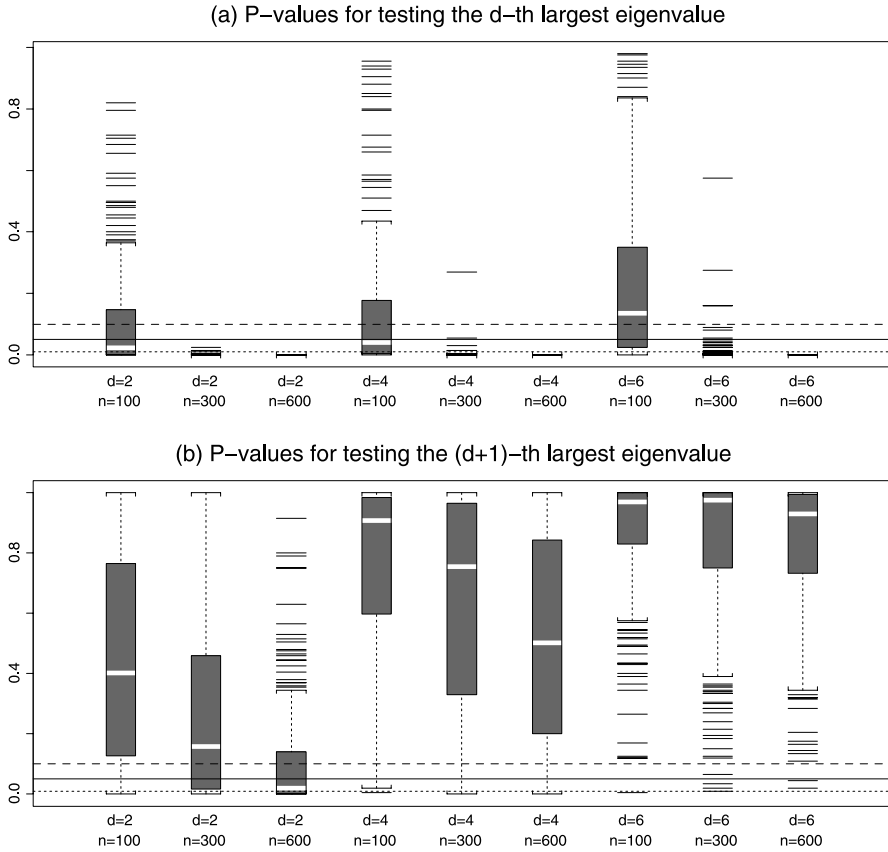 (a) P−values for testing the d−th largest eigenvalue
0.8
0.4
0.0
d=2 d=2 d=2 d=4 d=4 d=4 d=6 d=6 d=6
n=100 n=300 n=600 n=100 n=300 n=600 n=100 n=300 n=600
(b) P−values for testing the (d+1)−th largest eigenvalue
0.8
0.4
0.0
d=2 d=2 d=2 d=4 d=4 d=4 d=6 d=6 d=6
n=100 n=300 n=600 n=100 n=300 n=600 n=100 n=300 n=600